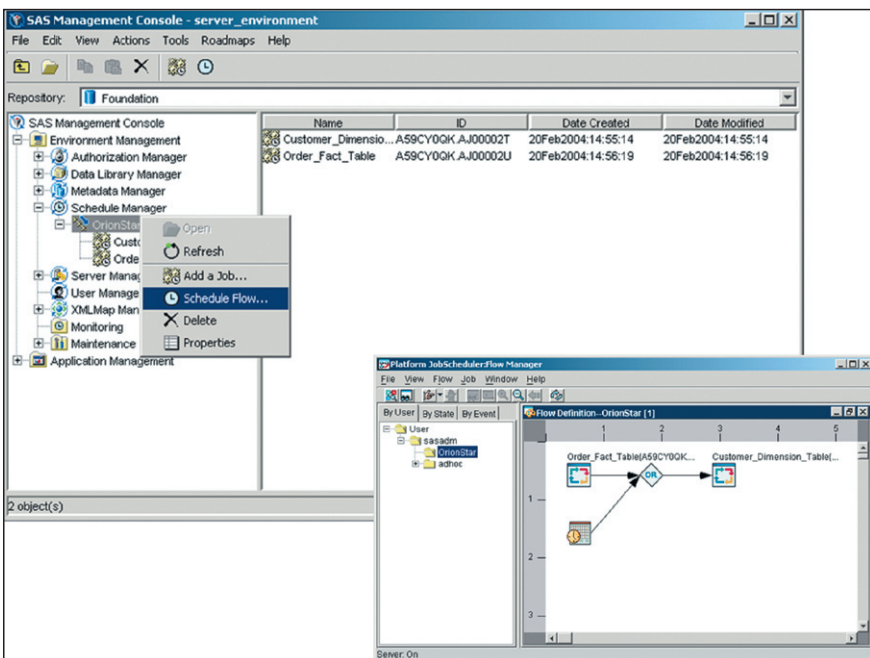 SAS Management Console - server_environment
File Edit View Actions Tools Roadmaps Help
Repository: Foundation
SAS Management Console
Environment Management
Authorization Manager
Data Library Manager
Metadata Manager
Schedule Manager
OrionStar
Custo
Orde
Server Manag
User Manage
XMLMap Man
Monitoring
Maintenance
Application Management
Name ID Date Created Date Modified
Customer_Dimensio... A59CY0QK.AJ00002T 20Feb2004:14:55:14 20Feb2004:14:55:14
Order_Fact_Table A59CY0QK.AJ00002U 20Feb2004:14:56:19 20Feb2004:14:56:19
Open
Refresh
Add a Job...
Schedule Flow...
Delete
Properties
2 object(s)
Platform JobScheduler:Flow Manager
File View Flow Job Window Help
By User By State By Event
User
sasadm
OrionStar
adhoc
Flow Definition--OrionStar [1]
1 2 3 4 5
Order_Fact_Table(A59CY0QK... Customer_Dimension_Table(...
OR
1
2
3
Server: On